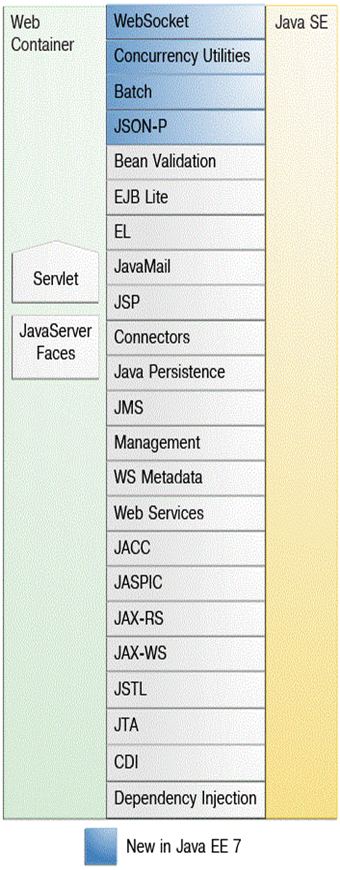 Web
Container
WebSocket
Concurrency Utilities
Batch
JSON-P
Bean Validation
EJB Lite
EL
JavaMail
JSP
Connectors
Java Persistence
JMS
Management
WS Metadata
Web Services
JACC
JASPIC
JAX-RS
JAX-WS
JSTL
JTA
CDI
Dependency Injection
Servlet
JavaServer
Faces
Java SE
New in Java EE 7